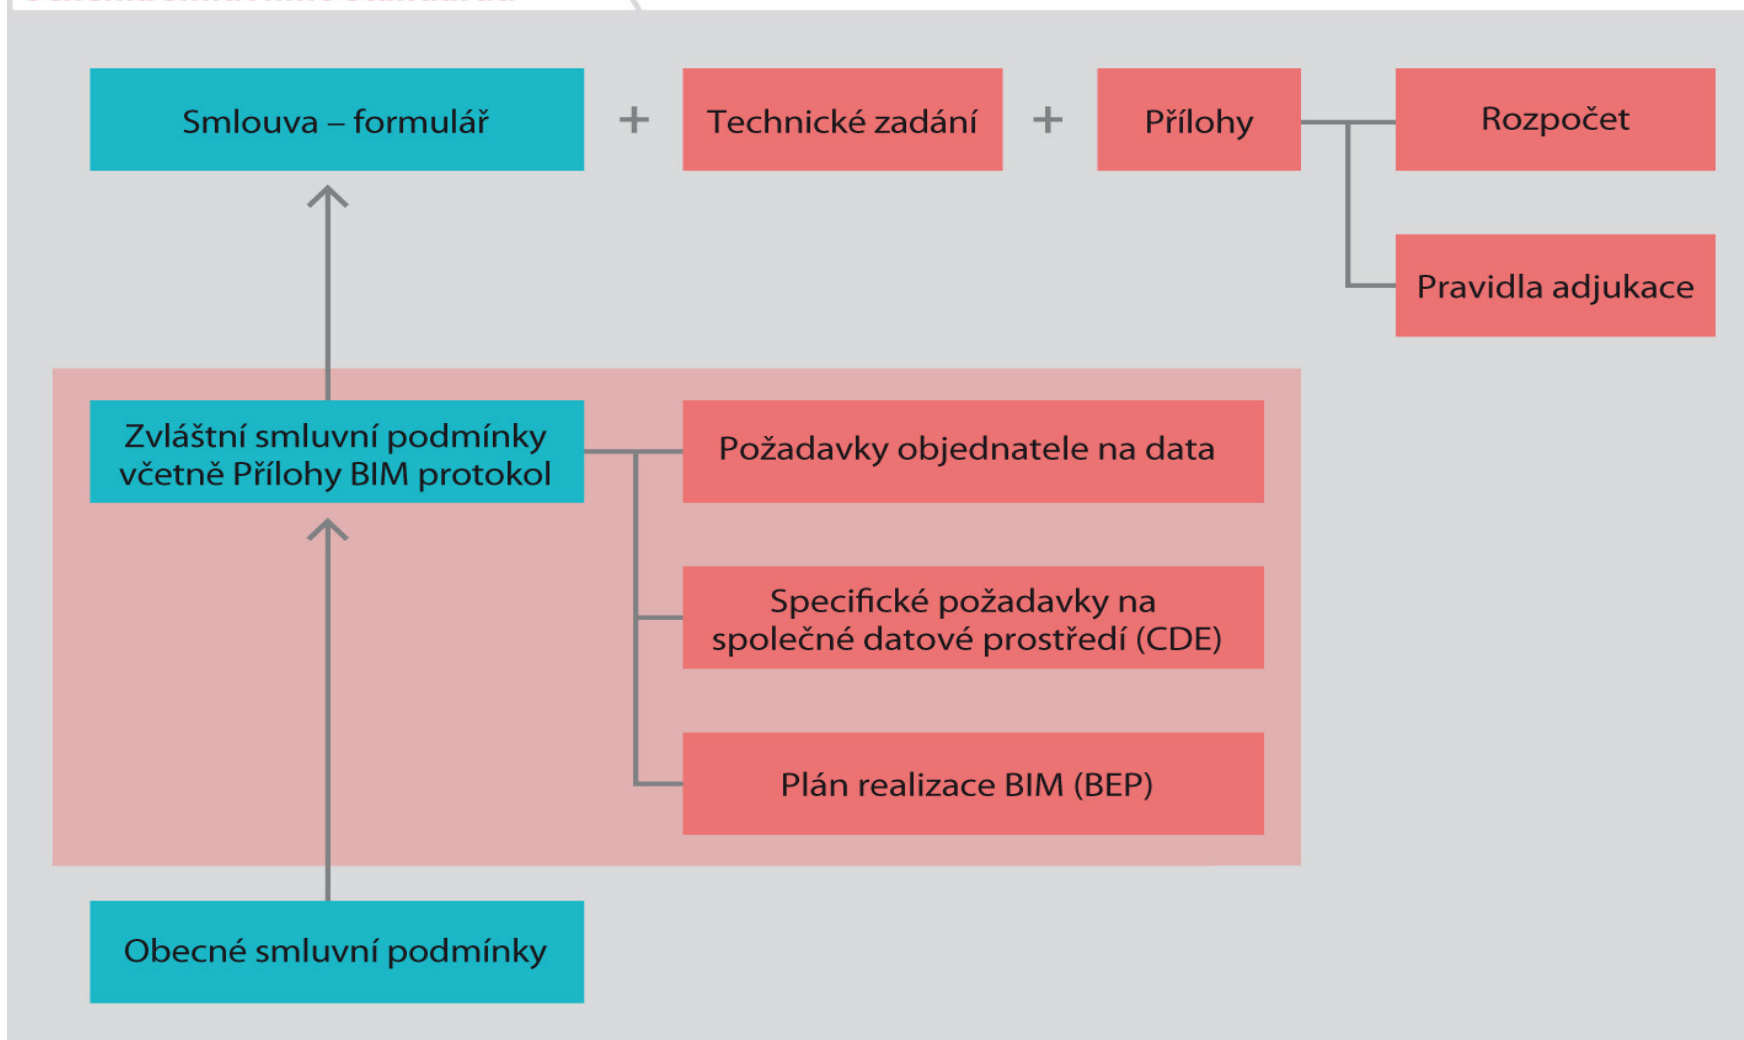 Smlouva – formulář
+
Technické zadání
+
Přílohy
Rozpočet
Pravidla adjukace
Zvláštní smluvní podmínky
včetně Přílohy BIM protokol
Požadavky objednatele na data
Specifické požadavky na
společné datové prostředí (CDE)
Plán realizace BIM (BEP)
Obecné smluvní podmínky